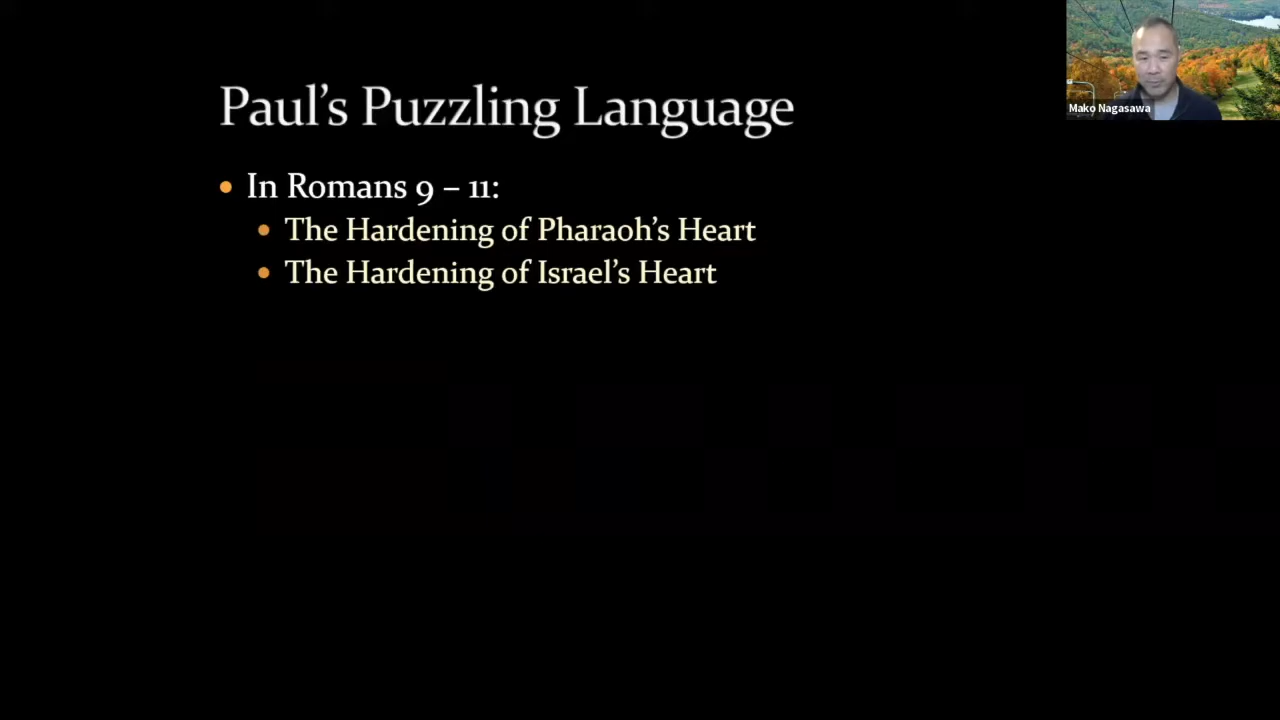 Paul's Puzzling Language
Mako Nagasawa
In Romans 9 – 11:
The Hardening of Pharaoh's Heart
The Hardening of Israel's Heart